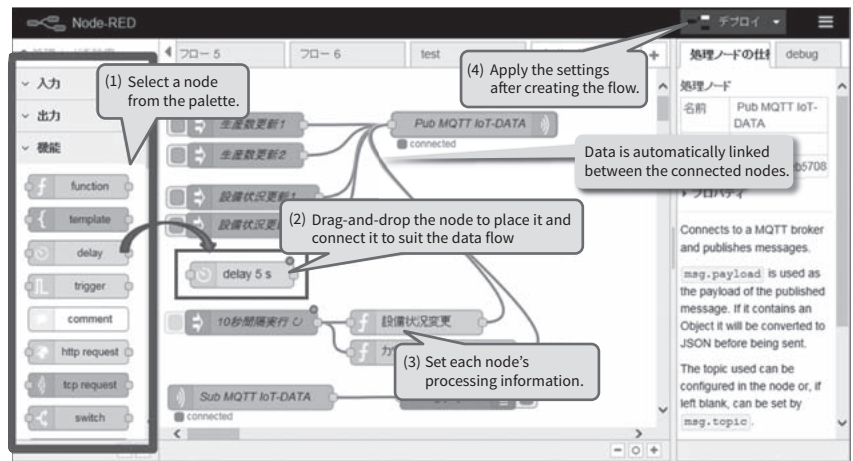 Node-RED
デプロイ
フロー 5
フロー 6
test
+
処理ノードの仕様
debug
(1) Select a node
from the palette.
(4) Apply the settings
after creating the flow.
入力
出力
機能
function
template
delay
trigger
comment
http request
tcp request
switch
生産数更新1
生産数更新2
設備状況更新1
設備状況更
Pub MQTT IoT-DATA
connected
Data is automatically linked
between the connected nodes.
(2) Drag-and-drop the node to place it and
connect it to suit the data flow
delay 5 s
10秒間隔実行 ↻
設備状況変更
カ
(3) Set each node's
processing information.
Sub MQTT IoT-DATA
connected
処理ノード
名前
Pub MQTT IoT-
DATA
b5708
プロパティ
Connects to a MQTT broker
and publishes messages.
msg.payload is used as
the payload of the published
message. If it contains an
Object it will be converted to
JSON before being sent.
The topic used can be
configured in the node or, if
left blank, can be set by
msg.topic.